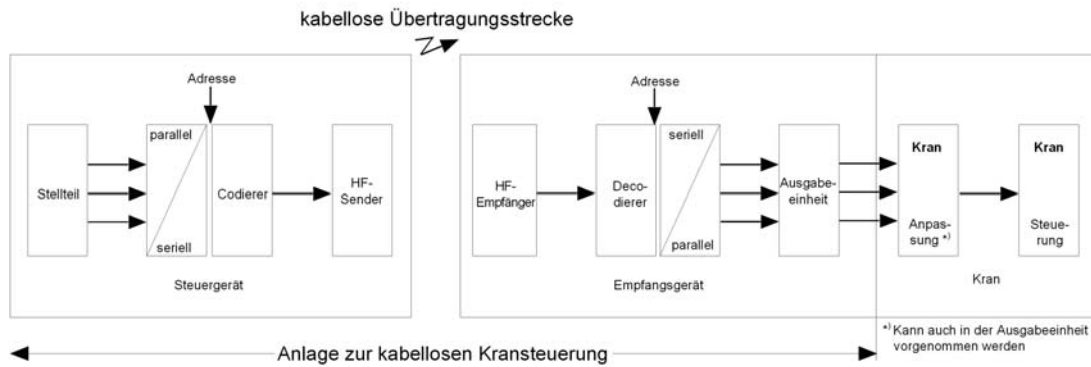 kabellose Übertragungsstrecke
Adresse
Stellteil
parallel
seriell
Codierer
HF-
Sender
Steuergerät
Adresse
HF-
Empfänger
Deco-
dierer
seriell
parallel
Ausgabe-
einheit
Empfangsgerät
Kran
Anpas-
sung *)
Kran
Steue-
rung
Kran
*) Kann auch in der Ausgabeeinheit
vorgenommen werden
Anlage zur kabellosen Kransteuerung